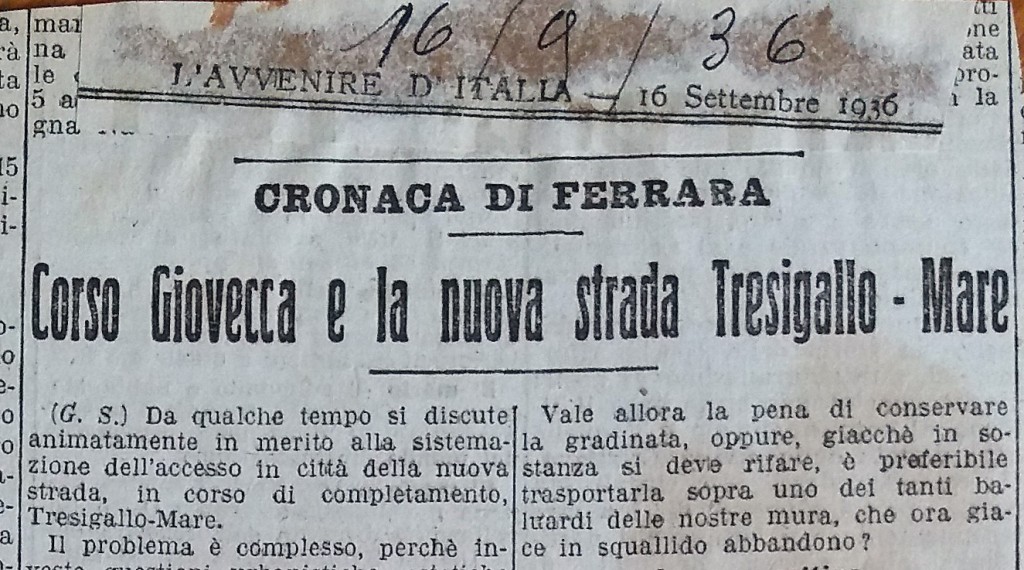 16/9/36
L'AVVENIRE D'ITALIA — 16 Settembre 1936
CRONACA DI FERRARA
Corso Giovecca e la nuova strada Tresigallo - Mare
(G. S.) Da qualche tempo si discute
animatamente in merito alla sistema-
zione dell'accesso in città della nuova
strada, in corso di completamento,
Tresigallo-Mare.
Il problema è complesso, perchè in-
Vale allora la pena di conservare
la gradinata, oppure, giacchè in so-
stanza si deve rifare, è preferibile
trasportarla sopra uno dei tanti ba-
luardi delle nostre mura, che ora gia-
ce in squallido abbandono?